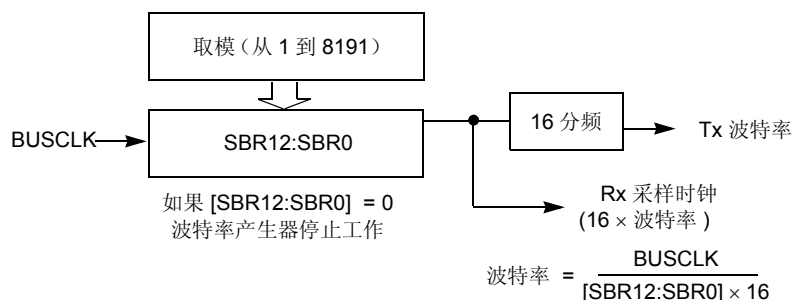 取模（从 1 到 8191）
BUSCLK
SBR12:SBR0
16 分频
Tx 波特率
如果 [SBR12:SBR0] = 0
波特率产生器停止工作
Rx 采样时钟
(16 × 波特率 )
波特率 =
BUSCLK
[SBR12:SBR0] × 16